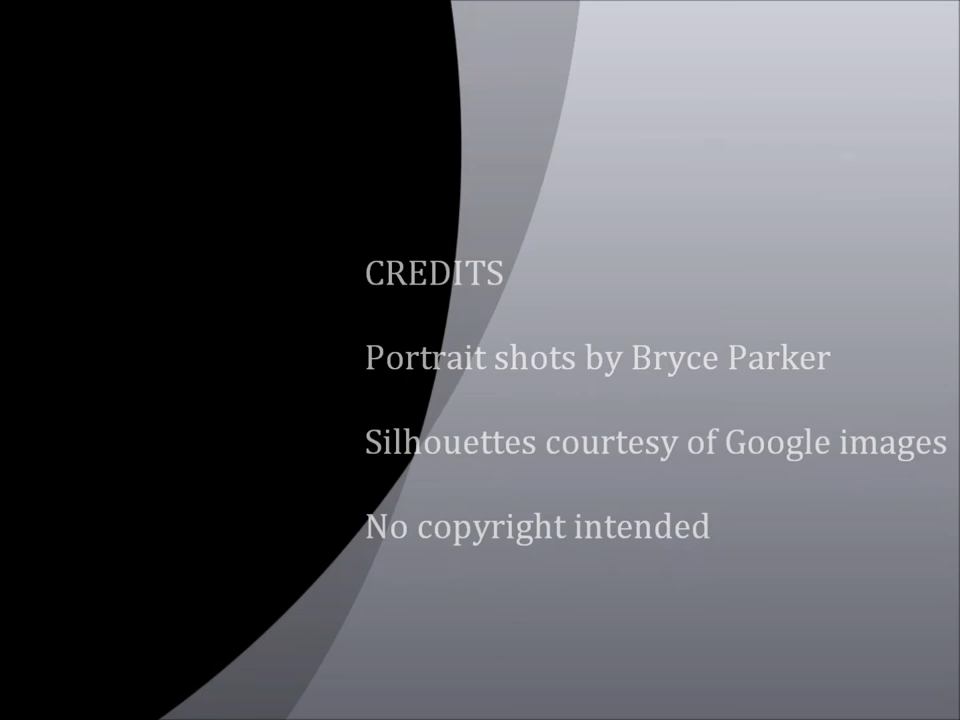 CREDITS
Portrait shots by Bryce Parker
Silhouettes courtesy of Google images
No copyright intended